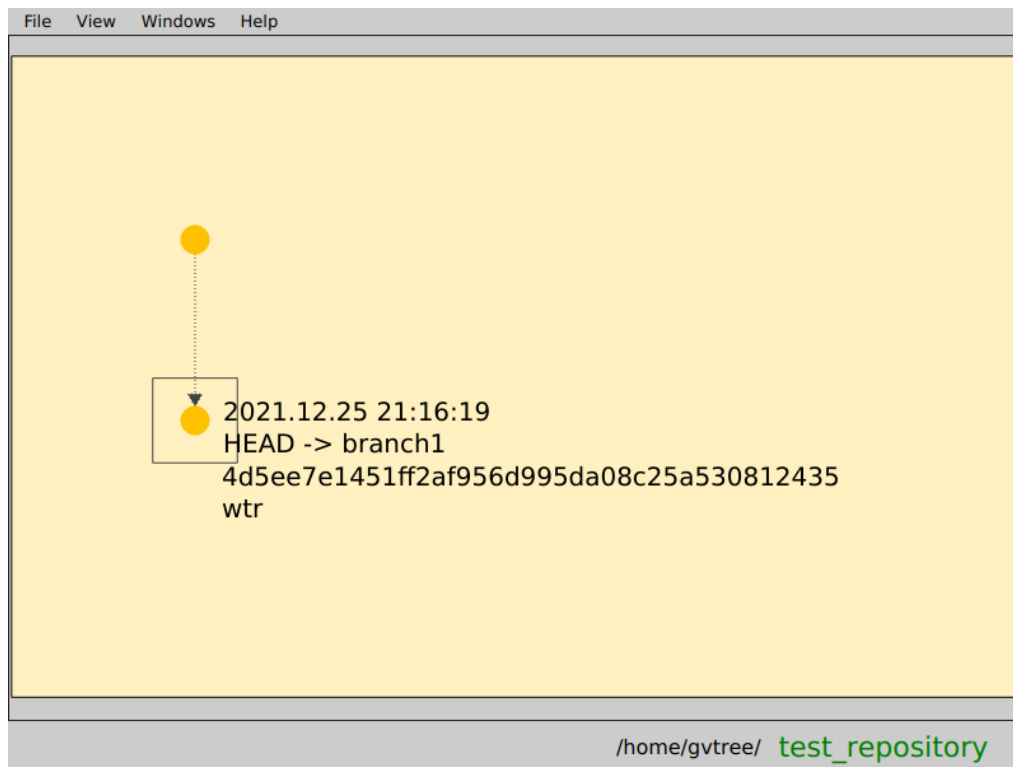 File View Windows Help
2021.12.25 21:16:19
HEAD -> branch1
4d5ee7e1451ff2af956d995da08c25a530812435
wtr
/home/gvtree/ test_repository